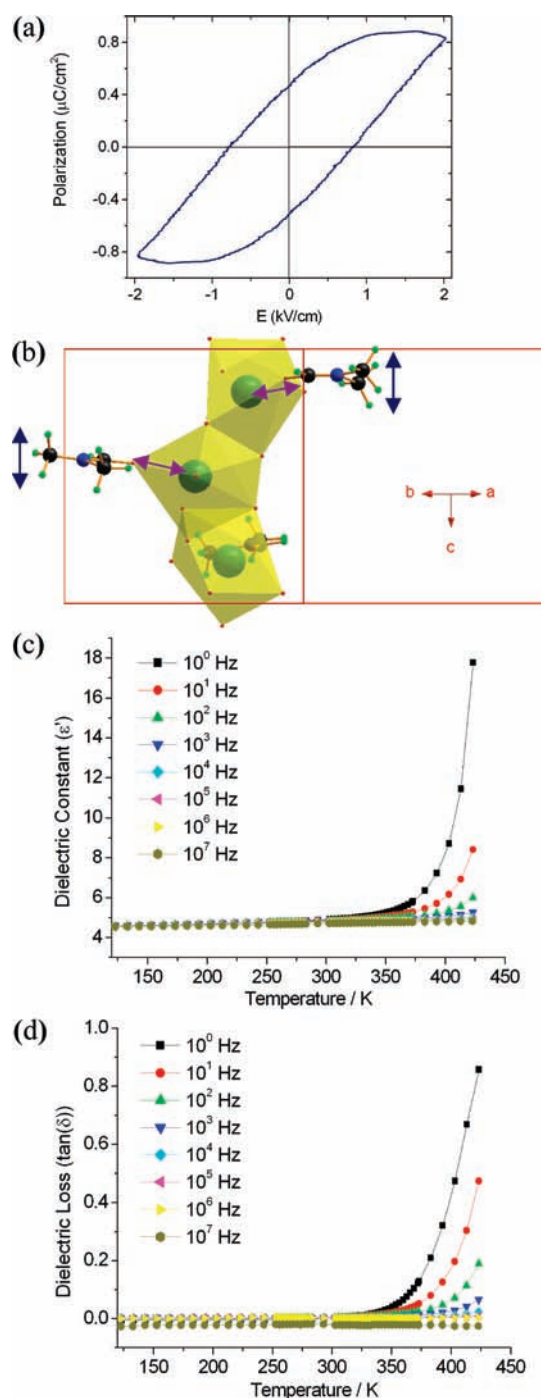 (a)
Polarization (μC/cm²)
0.8
0.4
0.0
-0.4
-0.8
-2
-1
0
1
2
E (kV/cm)
(b)
b
a
c
(c)
Dielectric Constant (ε')
18
16
14
12
10
8
6
4
10⁰ Hz
10¹ Hz
10² Hz
10³ Hz
10⁴ Hz
10⁵ Hz
10⁶ Hz
10⁷ Hz
150
200
250
300
350
400
450
Temperature / K
(d)
Dielectric Loss (tan(δ))
1.0
0.8
0.6
0.4
0.2
0.0
10⁰ Hz
10¹ Hz
10² Hz
10³ Hz
10⁴ Hz
10⁵ Hz
10⁶ Hz
10⁷ Hz
150
200
250
300
350
400
450
Temperature / K